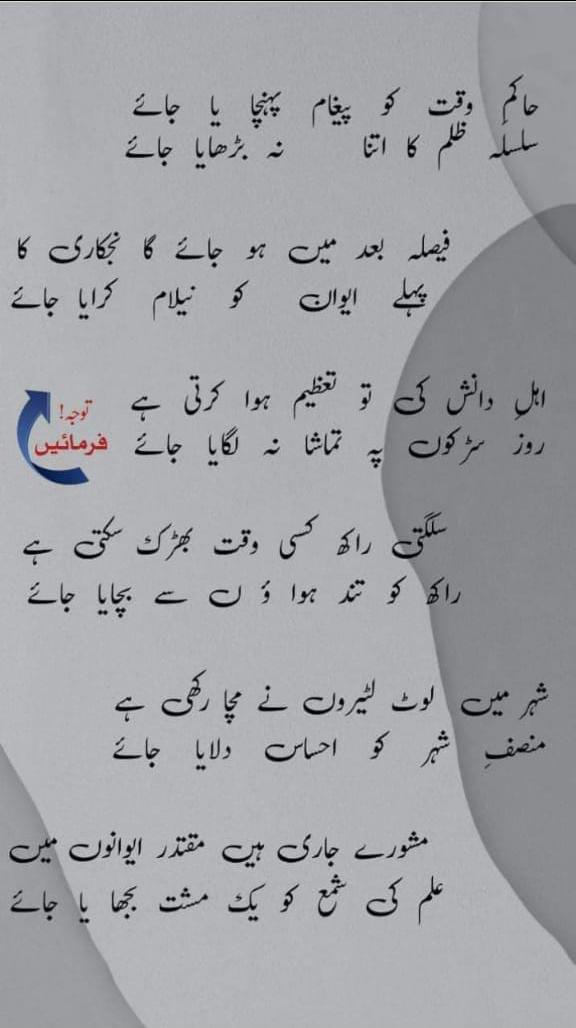 حاکمِ وقت کو پیغام پہنچا یا جائے
سلسلہ ظلم کا اتنا نہ بڑھایا جائے
فیصلہ بعد میں ہو جائے گا نجکاری کا
پہلے ایوان کو نیلام کرایا جائے
اہلِ دانش کی تو تعظیم ہوا کرتی ہے
روز سڑکوں پہ تماشا نہ لگایا جائے
توجہ!
فرمائیں
سلگتی راکھ کسی وقت بھڑک سکتی ہے
راکھ کو تند ہوا ؤ ں سے بچایا جائے
شہر میں لوٹ لٹیروں نے مچا رکھی ہے
منصفِ شہر کو احساس دلایا جائے
مشورے جاری ہیں مقتدر ایوانوں میں
علم کی شمع کو یک مشت بجھا یا جائے